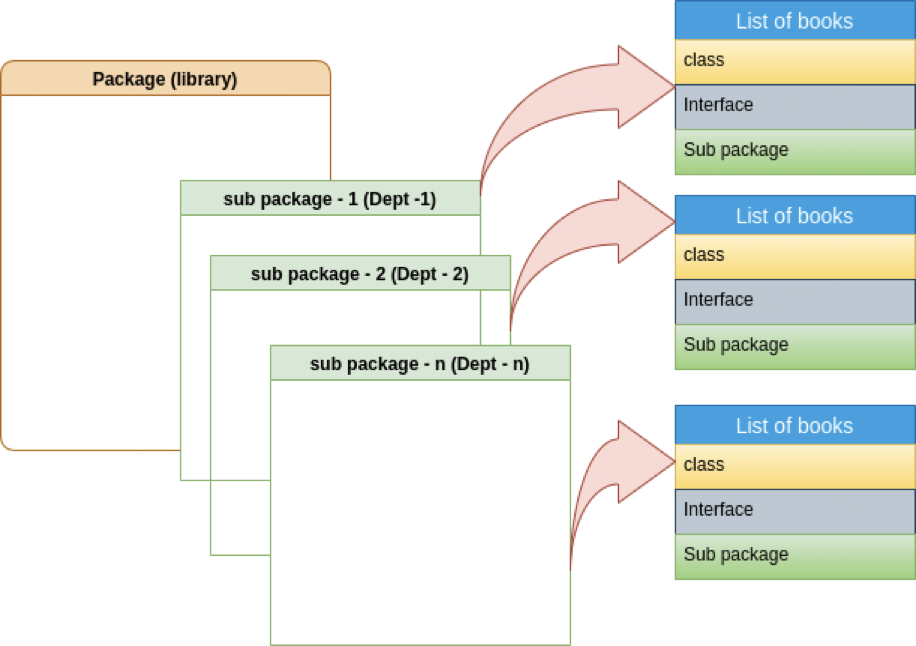 Package (library)
sub package - 1 (Dept -1)
sub package - 2 (Dept - 2)
sub package - n (Dept - n)
List of books
class
Interface
Sub package
List of books
class
Interface
Sub package
List of books
class
Interface
Sub package